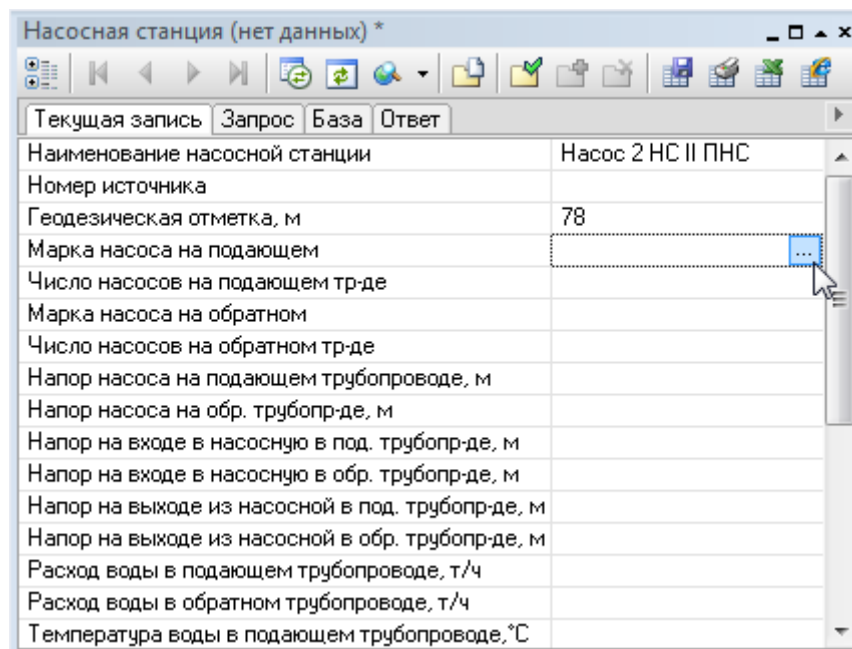 Насосная станция (нет данных) *
Текущая запись Запрос База Ответ
Наименование насосной станции Насос 2 НС II ПНС
Номер источника
Геодезическая отметка, м 78
Марка насоса на подающем ...
Число насосов на подающем тр-де
Марка насоса на обратном
Число насосов на обратном тр-де
Напор насоса на подающем трубопроводе, м
Напор насоса на обр. трубопр-де, м
Напор на входе в насосную в под. трубопр-де, м
Напор на входе в насосную в обр. трубопр-де, м
Напор на выходе из насосной в под. трубопр-де, м
Напор на выходе из насосной в обр. трубопр-де, м
Расход воды в подающем трубопроводе, т/ч
Расход воды в обратном трубопроводе, т/ч
Температура воды в подающем трубопроводе,°C